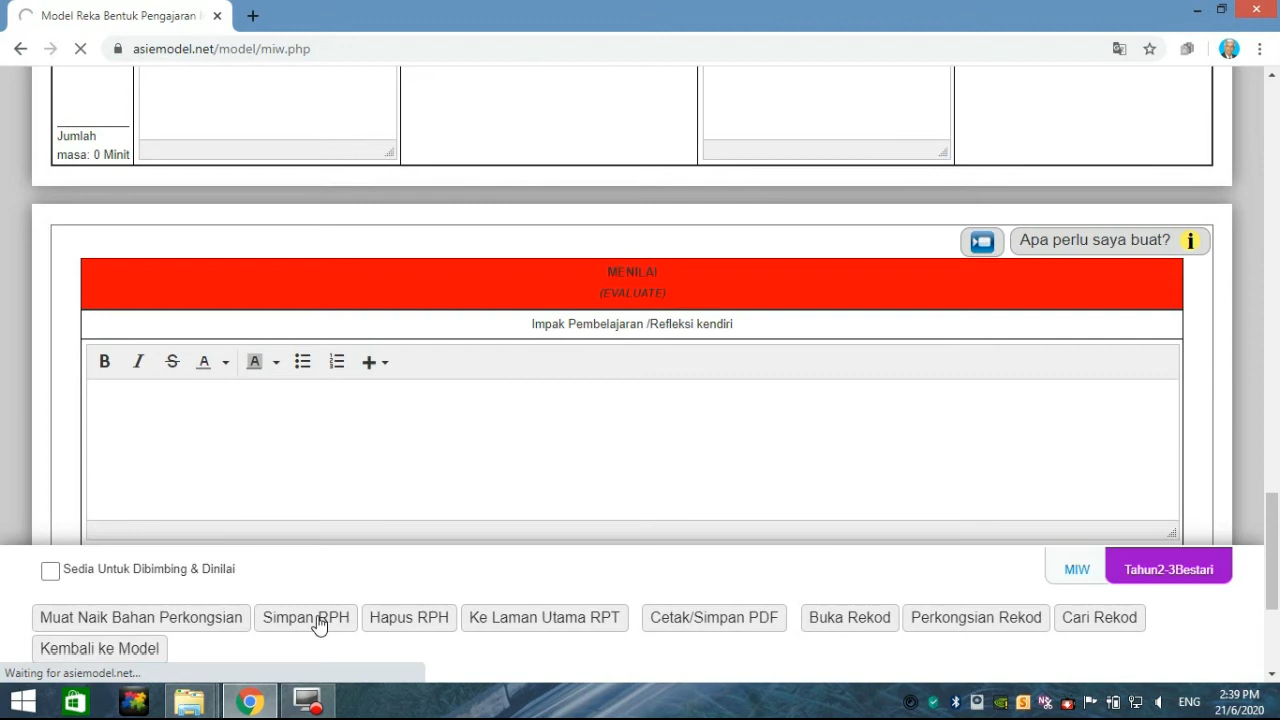 Model Reka Bentuk Pengajaran
asiemodel.net/model/miw.php
Jumlah
masa: 0 Minit
Apa perlu saya buat? i
MENILAI
(EVALUATE)
Impak Pembelajaran /Refleksi kendiri
B I S A A
Sedia Untuk Dibimbing & Dinilai
MIW Tahun2-3Bestari
Muat Naik Bahan Perkongsian Simpan RPH Hapus RPH Ke Laman Utama RPT Cetak/Simpan PDF Buka Rekod Perkongsian Rekod Cari Rekod
Kembali ke Model
Waiting for asiemodel.net...
ENG
2:39 PM
21/6/2020